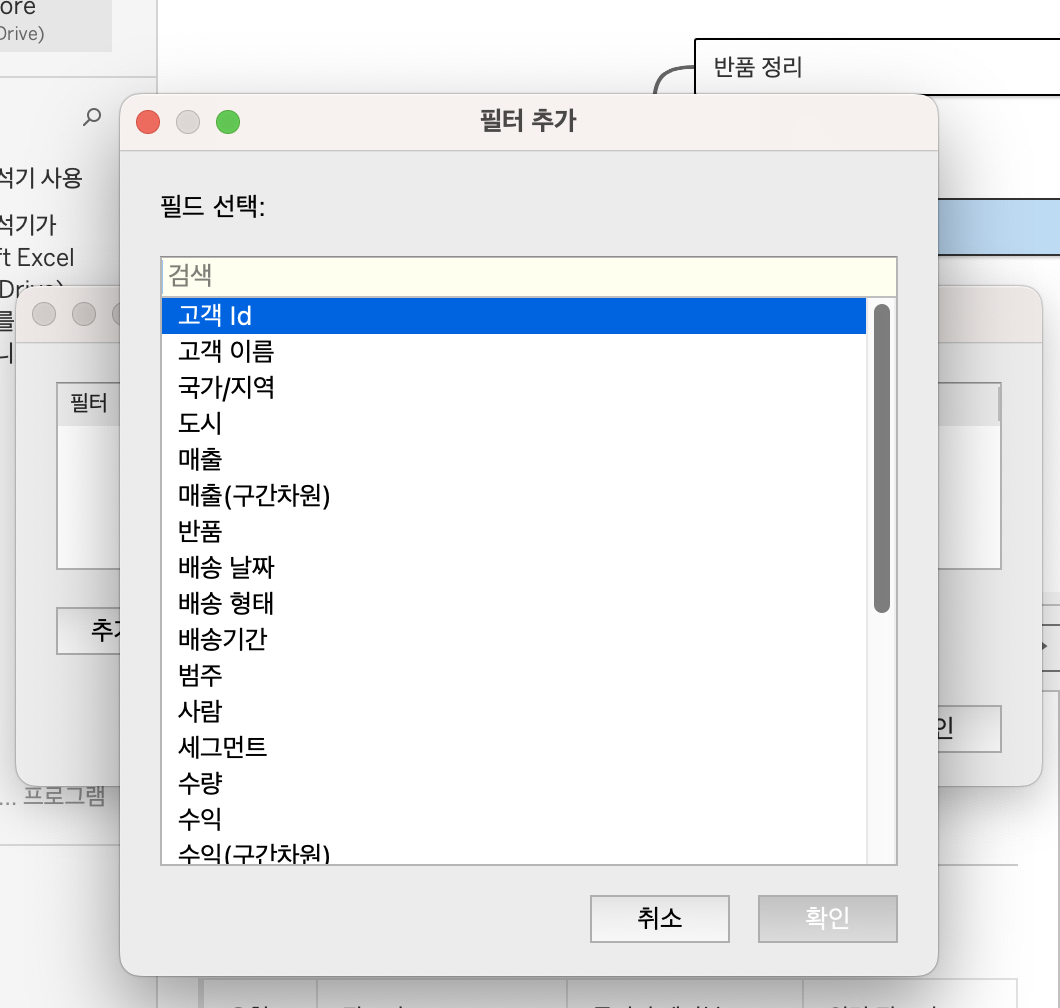 ore
Drive)
반품 정리
석기 사용
석기가
ft Excel
Drive)
를
니
필터
추가
인
... 프로그램
필터 추가
필드 선택:
검색
고객 Id
고객 이름
국가/지역
도시
매출
매출(구간차원)
반품
배송 날짜
배송 형태
배송기간
범주
사람
세그먼트
수량
수익
수익(구간차원)
취소
확인